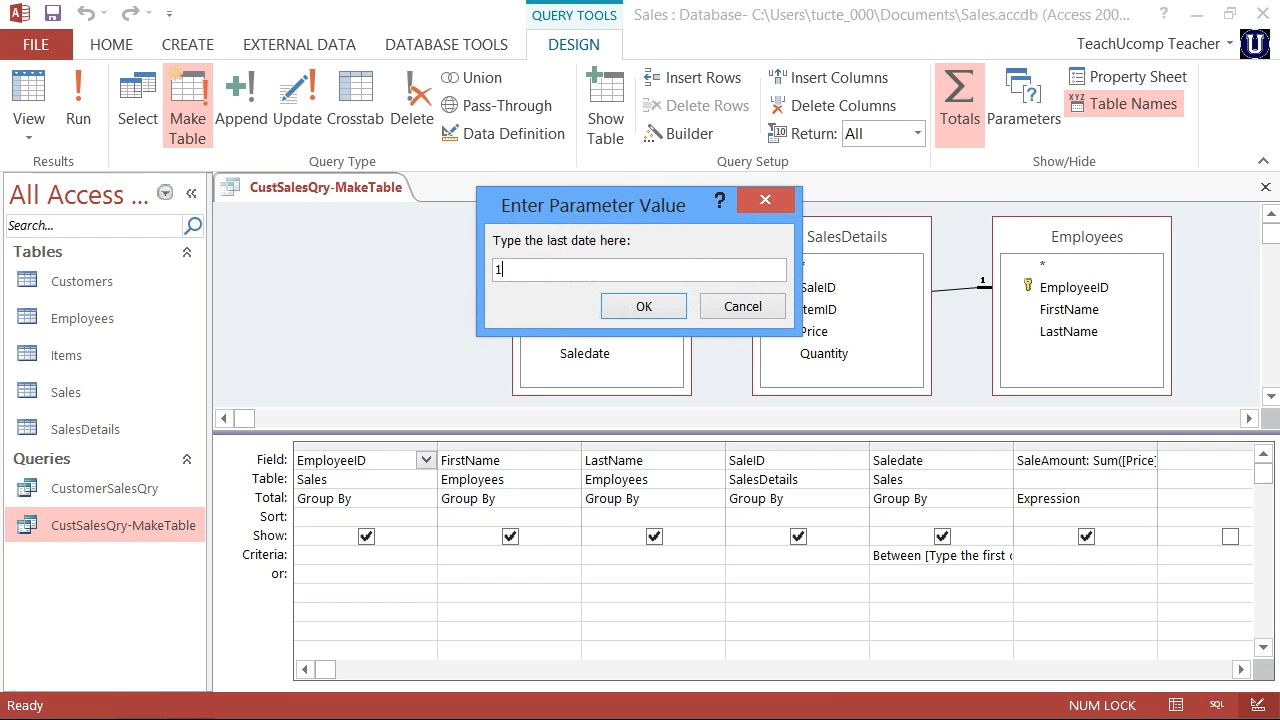 QUERY TOOLS
Sales : Database- C:\Users\tucte_000\Documents\Sales.accdb (Access 200...
?
FILE
HOME
CREATE
EXTERNAL DATA
DATABASE TOOLS
DESIGN
TeachUcomp Teacher
U
View
Run
Results
Select
Make
Table
Append
Update
Crosstab
Delete
Union
Pass-Through
Data Definition
Query Type
Show
Table
Insert Rows
Delete Rows
Builder
Insert Columns
Delete Columns
Return: All
Query Setup
Totals
Parameters
Property Sheet
Table Names
Show/Hide
All Access ...
Search...
Tables
Customers
Employees
Items
Sales
SalesDetails
Queries
CustomerSalesQry
CustSalesQry-MakeTable
CustSalesQry-MakeTable
Enter Parameter Value
?
Type the last date here:
1
OK
Cancel
Saledate
SalesDetails
SaleID
temID
Price
Quantity
1
Employees
*
EmployeeID
FirstName
LastName
Field: EmployeeID FirstName LastName SaleID Saledate SaleAmount: Sum([Price]
Table: Sales Employees Employees SalesDetails Sales
Total: Group By Group By Group By Group By Group By Expression
Sort:
Show:
Criteria: Between [Type the first d
or:
Ready
NUM LOCK
SQL